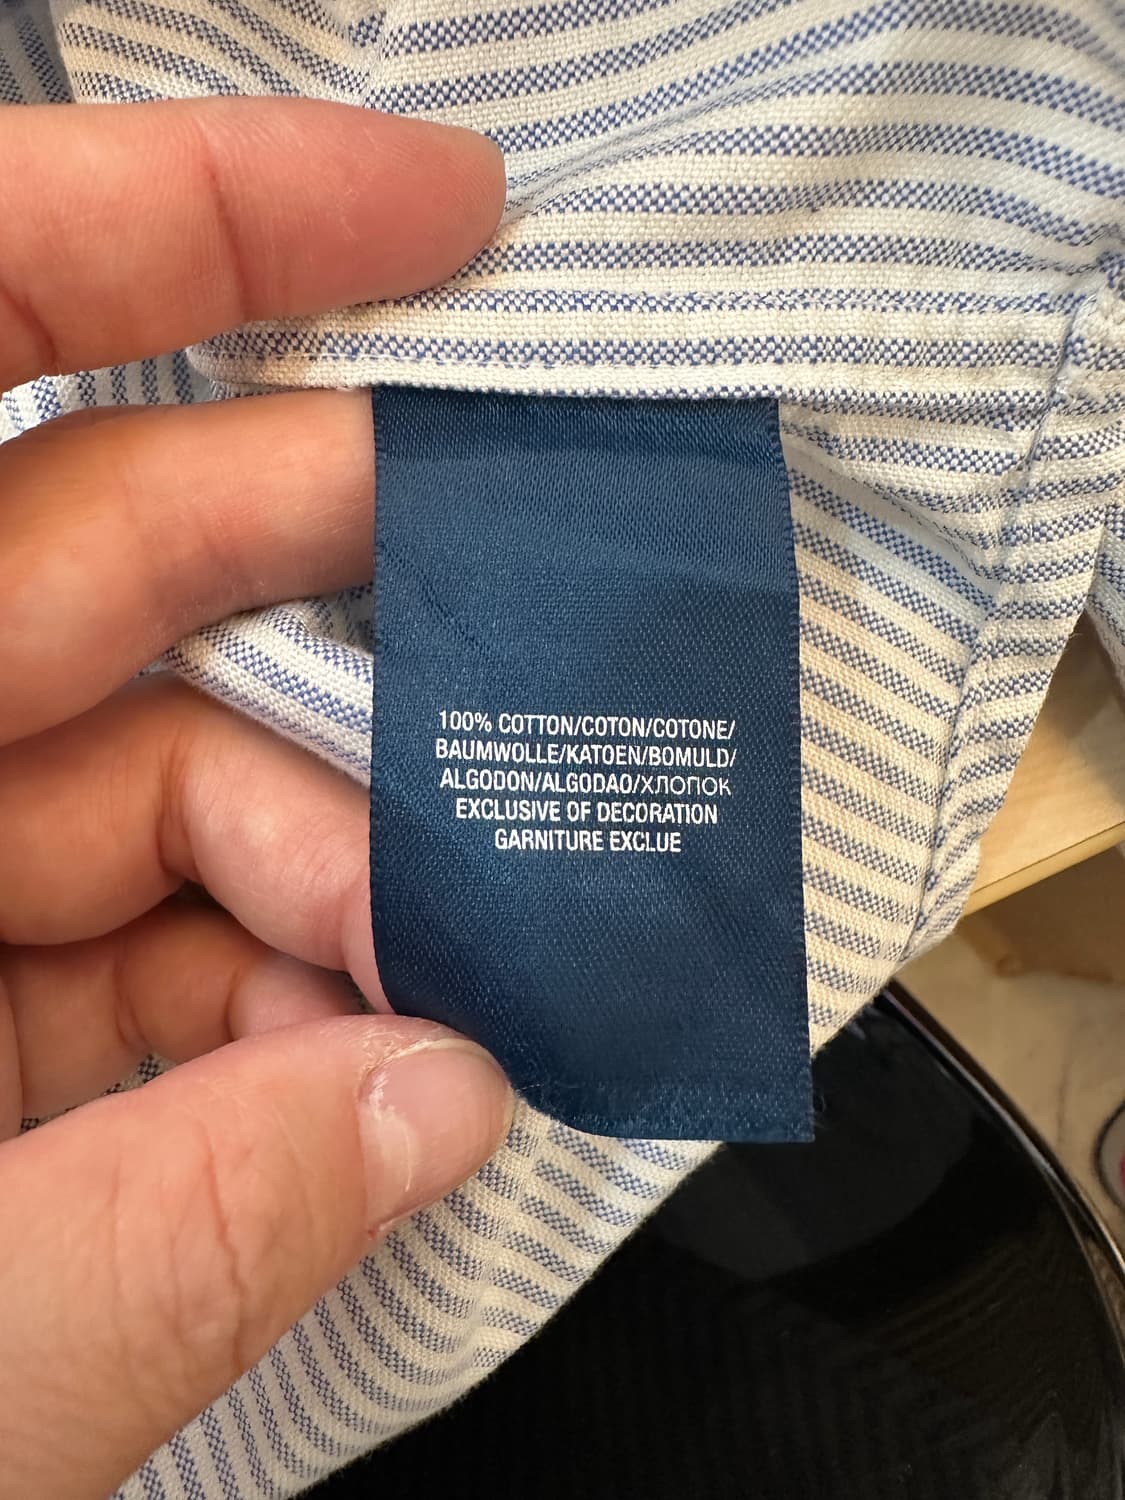 100% COTTON/COTON/COTONE/
BAUMWOLLE/KATOEN/BOMULD/
ALGODON/ALGODAO/ХЛОПОК
EXCLUSIVE OF DECORATION
GARNITURE EXCLUE